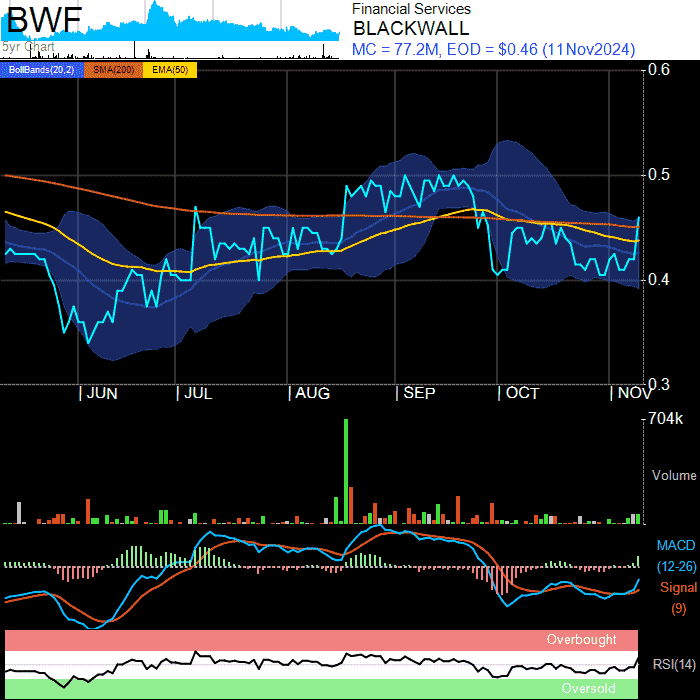 BWF
5yr Chart
Financial Services
BLACKWALL
MC = 77.2M, EOD = $0.46 (11Nov2024)
BollBands(20,2) SMA(200) EMA(50)
0.6
0.5
0.4
0.3
JUN JUL AUG SEP OCT NOV
704k
Volume
MACD
(12-26)
Signal
(9)
Overbought
RSI(14)
Oversold